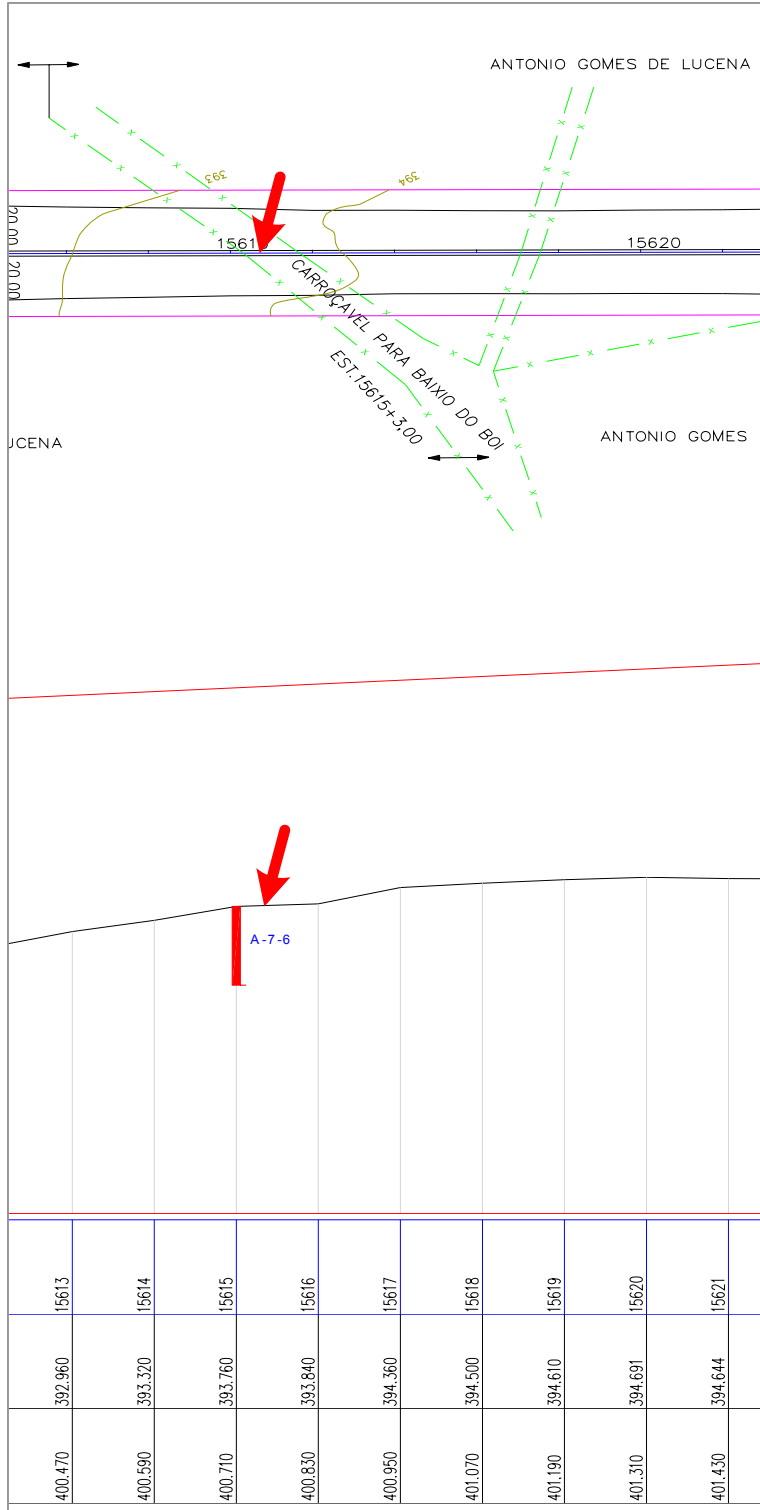 ANTONIO GOMES DE LUCENA
393
394
20.00
15615
15620
20.00
CARROÇAVEL PARA BAIXIO DO BOI
EST.15615+3,00
UCENA
ANTONIO GOMES
A-7-6
15613 15614 15615 15616 15617 15618 15619 15620 15621
392.960 393.320 393.760 393.840 394.360 394.500 394.610 394.691 394.644
400.470 400.590 400.710 400.830 400.950 401.070 401.190 401.310 401.430